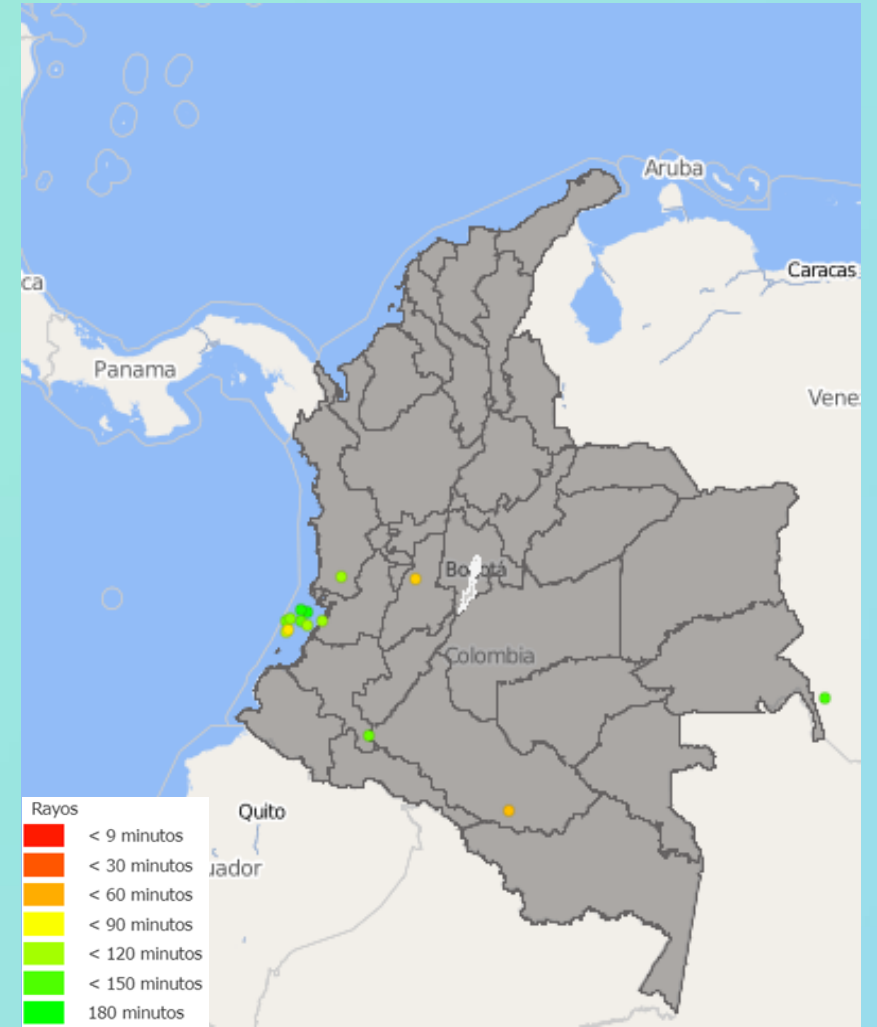 Aruba
Caracas
ca
Panama
Vene
Bogotá
Colombia
Quito
uador
Rayos
< 9 minutos
< 30 minutos
< 60 minutos
< 90 minutos
< 120 minutos
< 150 minutos
180 minutos